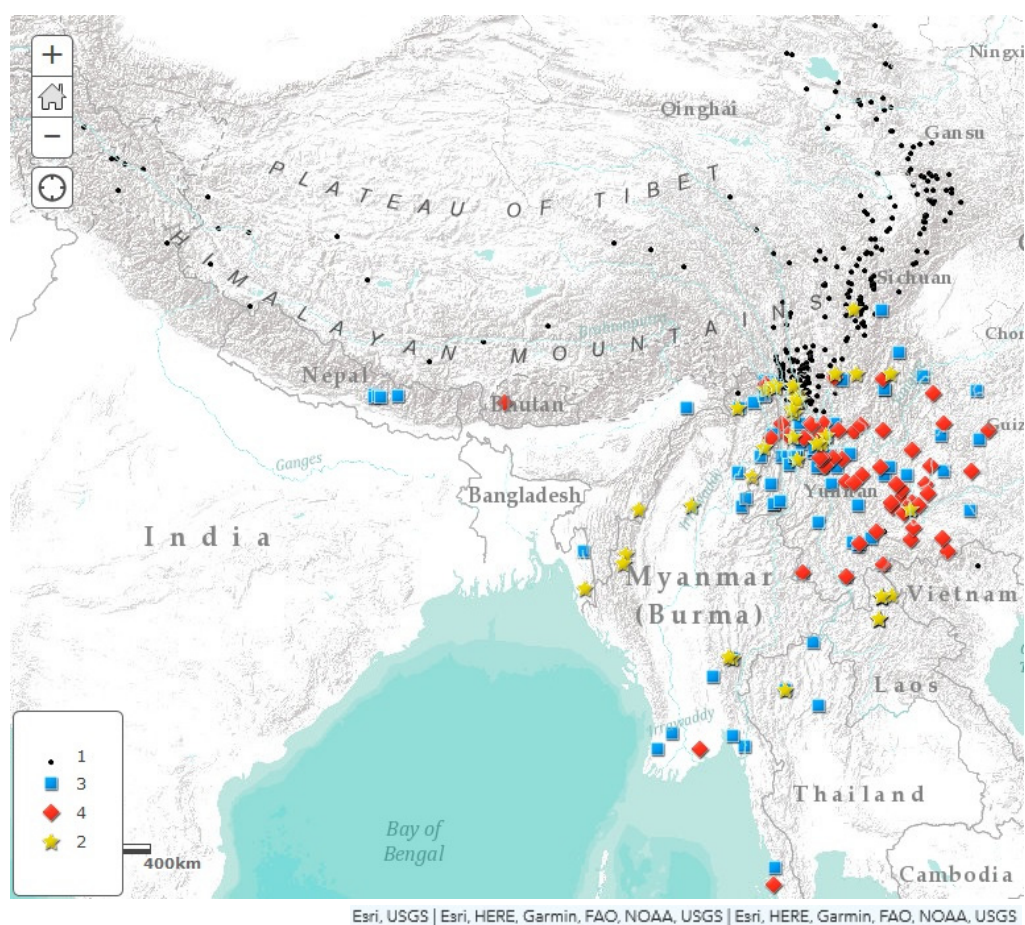 +
−
Ningxi
Qinghai
Gansu
PLATEAU OF TIBET
HIMALAYAN MOUNTAINS
Sichuan
Brahmaputra
Chon
Nepal
Bhutan
Guiz
Ganges
Bangladesh
Irrawaddy
Yunnan
India
Myanmar
(Burma)
Vietnam
Laos
Irrawaddy
Thailand
Bay of
Bengal
Cambodia
1
3
4
2
400km
Esri, USGS | Esri, HERE, Garmin, FAO, NOAA, USGS | Esri, HERE, Garmin, FAO, NOAA, USGS